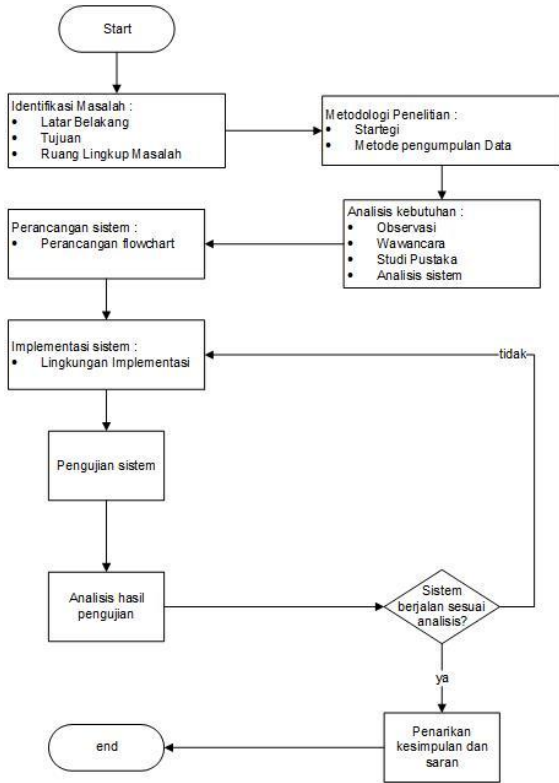 Start
Identifikasi Masalah :
• Latar Belakang
• Tujuan
• Ruang Lingkup Masalah
Metodologi Penelitian :
• Startegi
• Metode pengumpulan Data
Analisis kebutuhan :
• Observasi
• Wawancara
• Studi Pustaka
• Analisis sistem
Perancangan sistem :
• Perancangan flowchart
Implementasi sistem :
• Lingkungan Implementasi
tidak
Pengujian sistem
Analisis hasil
pengujian
Sistem
berjalan sesuai
analisis?
ya
Penarikan
kesimpulan dan
saran
end